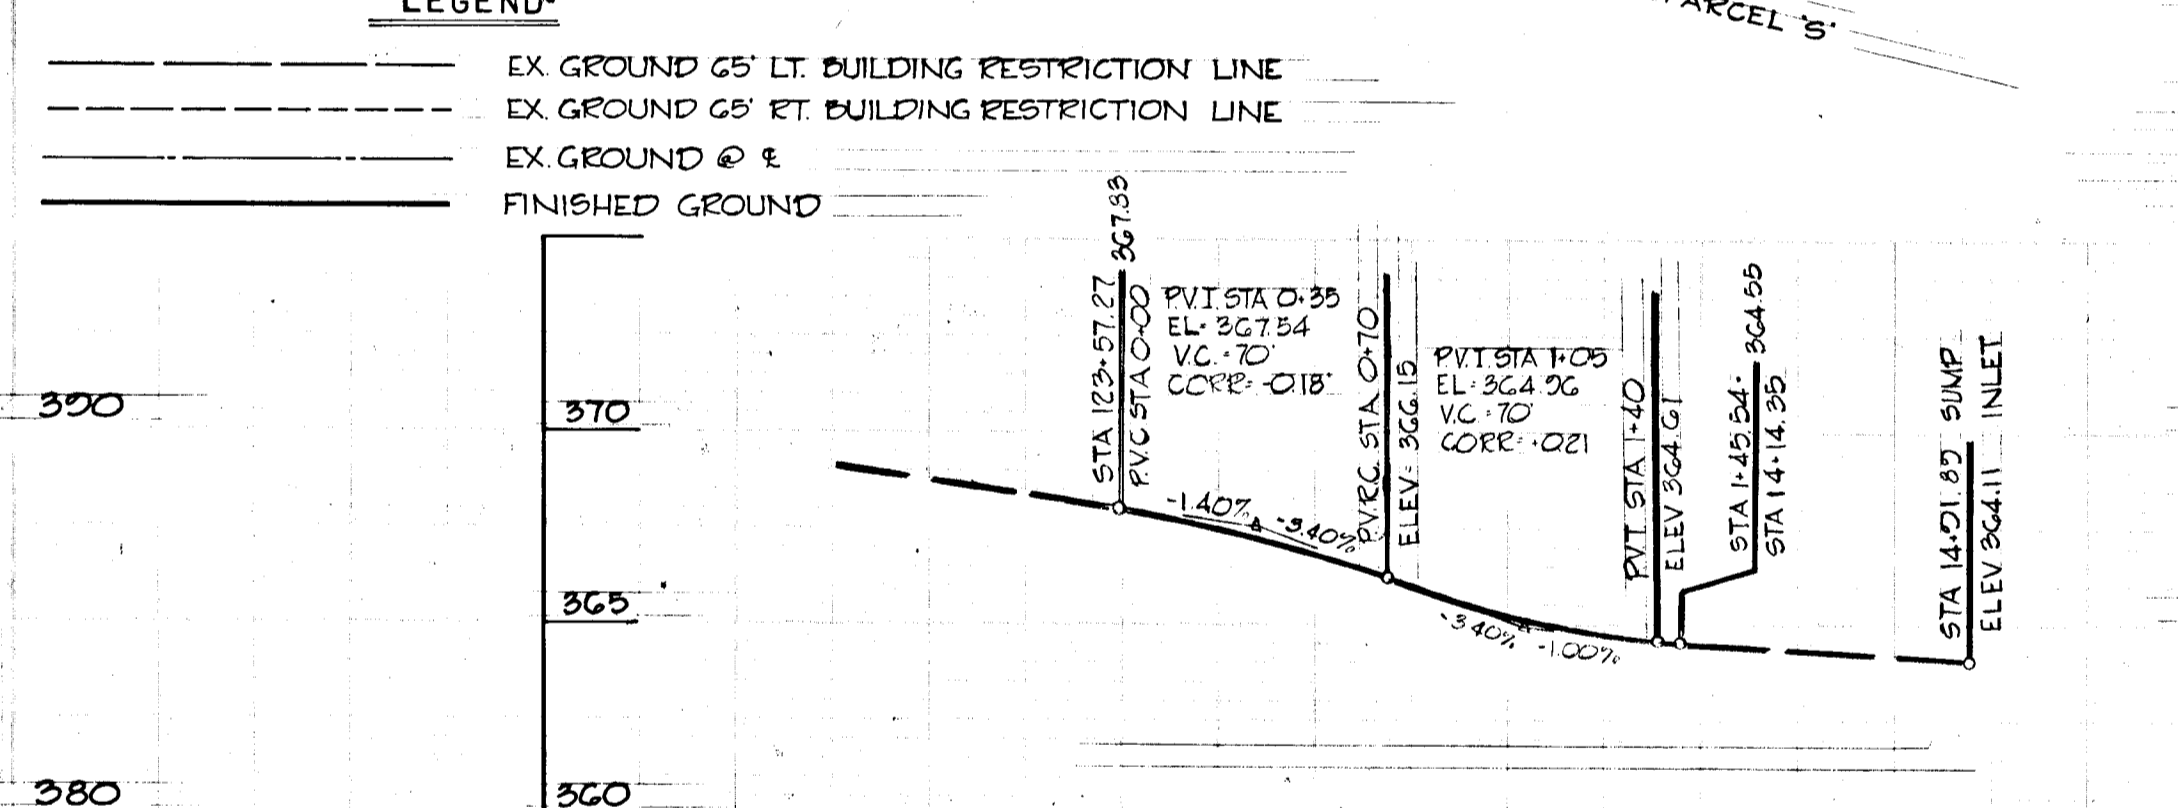 LEGEND
PARCEL 'S'
EX. GROUND 65' LT. BUILDING RESTRICTION LINE
EX. GROUND 65' RT. BUILDING RESTRICTION LINE
EX. GROUND @ ℄
FINISHED GROUND
390
380
370
365
360
STA 123+57.27 367.33
P.V.C STA 0+00
P.V.I. STA 0+35
EL= 367.54
V.C. = 70'
CORR= -0.18'
-1.40%
-3.40%
P.V.R.C. STA 0+70
ELEV= 366.15
P.V.I. STA 1+05
EL= 364.96
V.C. = 70'
CORR= +0.21
-3.40%
-1.00%
P.V.T. STA 1+40
ELEV 364.61
STA 1+45.54= 364.55
STA 14+14.35
STA 14+91.89 SUMP
ELEV 364.11 INLET